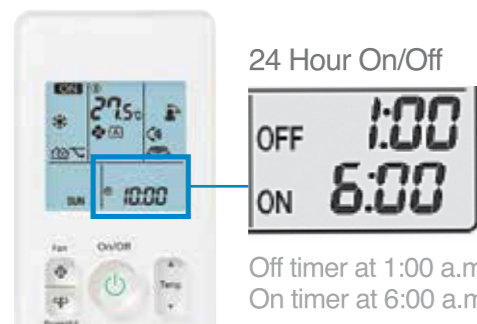 24 Hour On/Off
ON
27.5c
SUN
10:00
Fan
On/Off
Temp
OFF 1:00
ON 6:00
Off timer at 1:00 a.m
On timer at 6:00 a.m